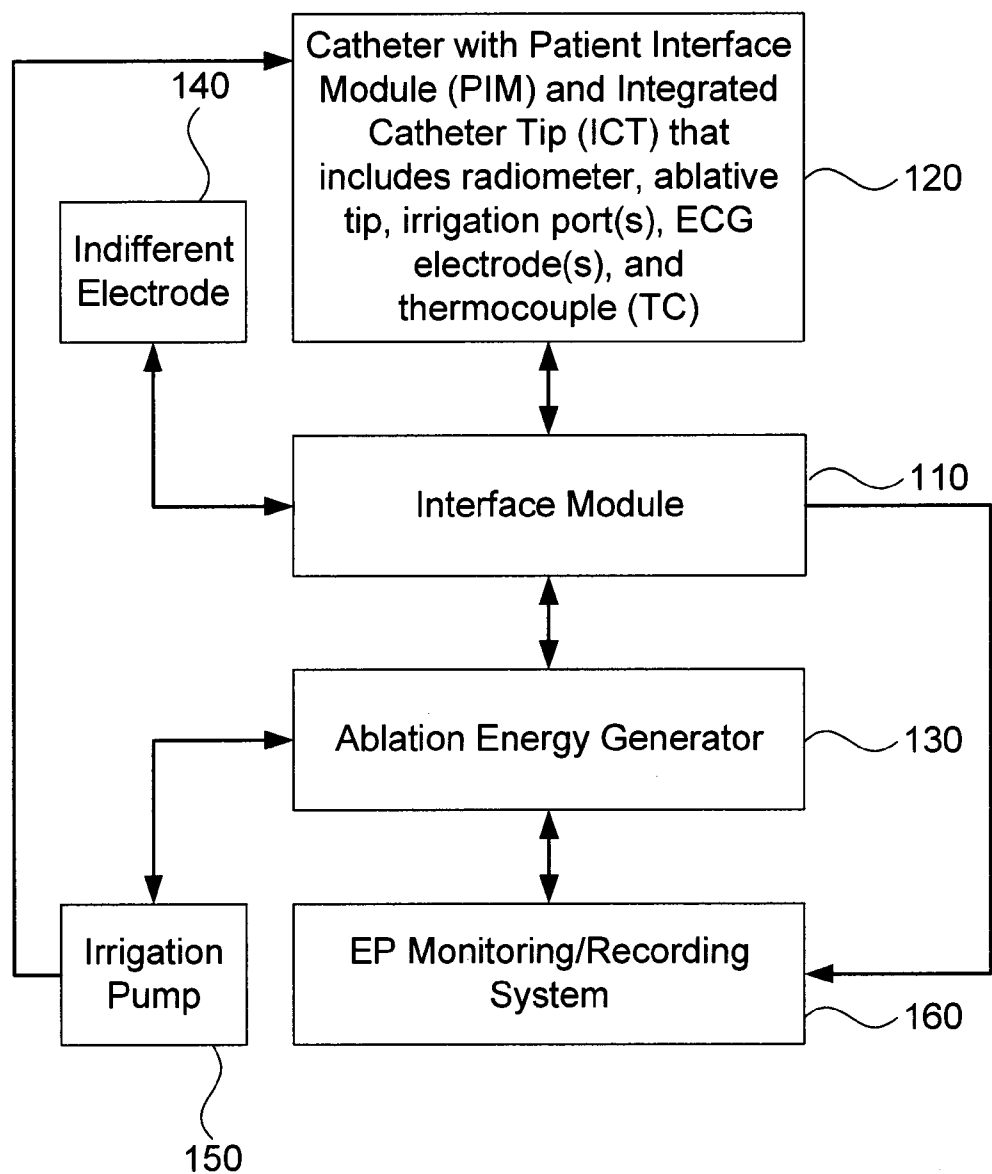 Catheter with Patient Interface
Module (PIM) and Integrated
Catheter Tip (ICT) that
includes radiometer, ablative
tip, irrigation port(s), ECG
electrode(s), and
thermocouple (TC)
120
140
Indifferent
Electrode
Interface Module
110
Ablation Energy Generator
130
Irrigation
Pump
150
EP Monitoring/Recording
System
160